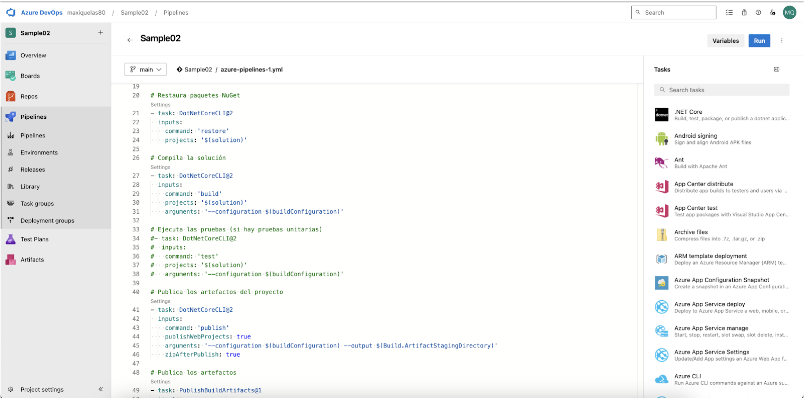 Azure DevOps maxiquelas80 / Sample02 / Pipelines
Search
MQ
S Sample02 +
Overview
Boards
Repos
Pipelines
Pipelines
Environments
Releases
Library
Task groups
Deployment groups
Test Plans
Artifacts
Project settings
Sample02
Variables
Run
main
Sample02 / azure-pipelines-1.yml
19
20 # Restaura paquetes NuGet
Settings
21 - task: DotNetCoreCLI@2
22 inputs:
23 command: 'restore'
24 projects: '$(solution)'
25
26 # Compila la solución
Settings
27 - task: DotNetCoreCLI@2
28 inputs:
29 command: 'build'
30 projects: '$(solution)'
31 arguments: '--configuration $(buildConfiguration)'
32
33 # Ejecuta las pruebas (si hay pruebas unitarias)
34 #- task: DotNetCoreCLI@2
35 # inputs:
36 # command: 'test'
37 # projects: '$(solution)'
38 # arguments: '--configuration $(buildConfiguration)'
39
40 # Publica los artefactos del proyecto
Settings
41 - task: DotNetCoreCLI@2
42 inputs:
43 command: 'publish'
44 publishWebProjects: true
45 arguments: '--configuration $(buildConfiguration) --output $(Build.ArtifactStagingDirectory)'
46 zipAfterPublish: true
47
48 # Publica los artefactos
Settings
49 - task: PublishBuildArtifacts@1
Tasks
Search tasks
.NET Core
Build, test, package, or publish a dotnet applic...
Android signing
Sign and align Android APK files
Ant
Build with Apache Ant
App Center distribute
Distribute app builds to testers and users via ...
App Center test
Test app packages with Visual Studio App Cen...
Archive files
Compress files into .7z, .tar.gz, or .zip
ARM template deployment
Deploy an Azure Resource Manager (ARM) te...
Azure App Configuration Snapshot
Create a snapshot in an Azure App Configurati...
Azure App Service deploy
Deploy to Azure App Service a web, mobile, or...
Azure App Service manage
Start, stop, restart, slot swap, slot delete, inst...
Azure App Service Settings
Update/Add App settings an Azure Web App f...
Azure CLI
Run Azure CLI commands against an Azure su...